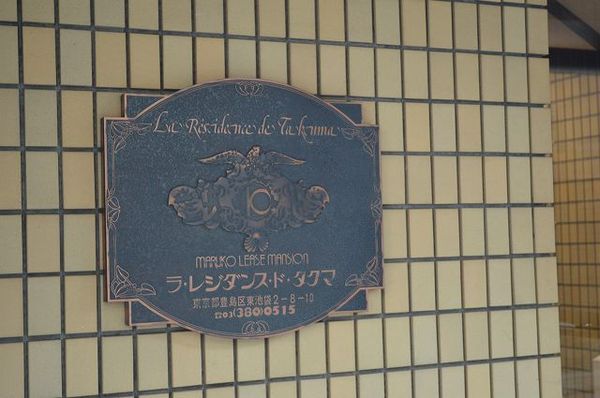 La Résidence de Takuma
MARUKO LEASE MANSION
ラ・レジダンス・ド・タクマ
東京都豊島区東池袋2-8-10
☎03(380)0515